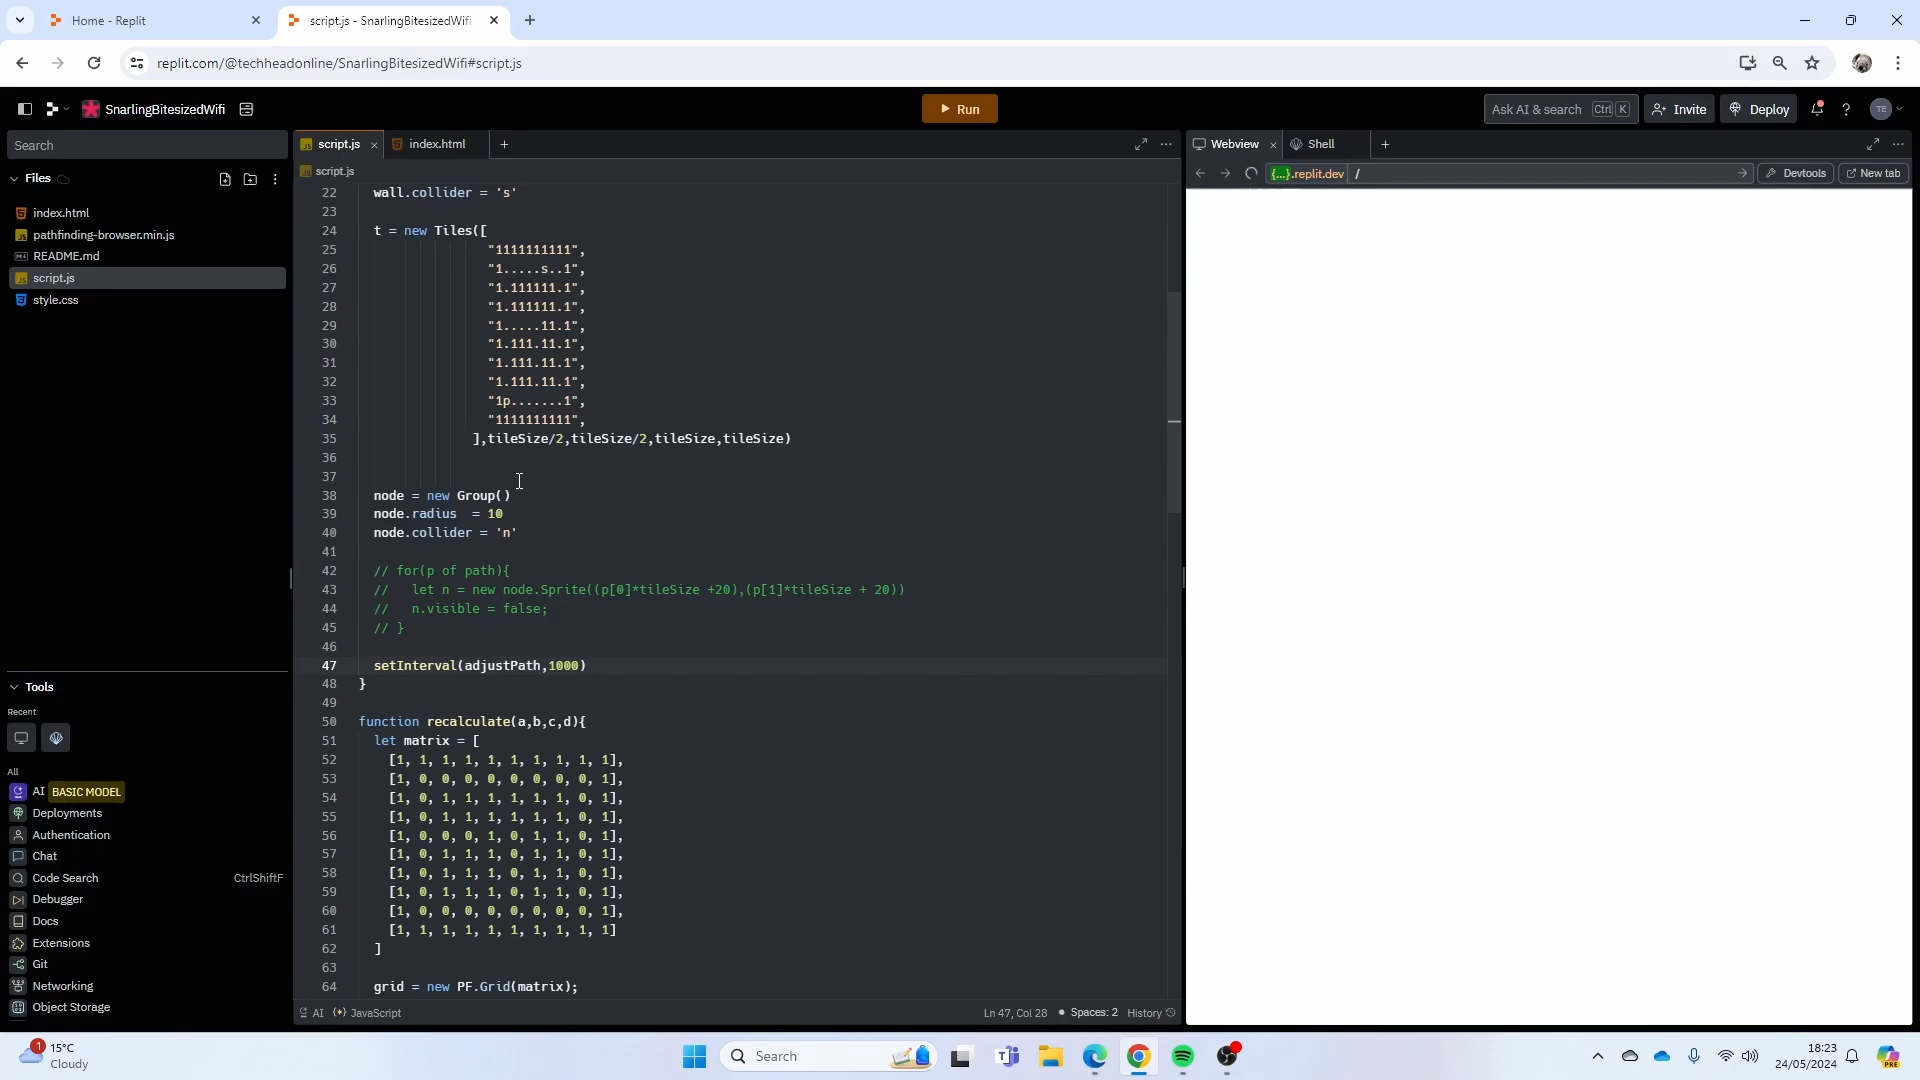 Home - Replit
script.js - SnarlingBitesizedWifi
replit.com/@techheadonline/SnarlingBitesizedWifi#script.js
SnarlingBitesizedWifi
Run
Ask AI & search Ctrl K
Invite
Deploy
TE
Search
script.js
index.html
Webview
Shell
script.js
{...}.replit.dev /
Devtools
New tab
Files
index.html
pathfinding-browser.min.js
README.md
script.js
style.css
22 wall.collider = 's'
23
24 t = new Tiles([
25 "1111111111",
26 "1.....s..1",
27 "1.111111.1",
28 "1.111111.1",
29 "1.....11.1",
30 "1.111.11.1",
31 "1.111.11.1",
32 "1.111.11.1",
33 "1p.......1",
34 "1111111111",
35 ],tileSize/2,tileSize/2,tileSize,tileSize)
36
37
38 node = new Group()
39 node.radius  = 10
40 node.collider = 'n'
41
42 // for(p of path){
43 //   let n = new node.Sprite((p[0]*tileSize +20),(p[1]*tileSize + 20))
44 //   n.visible = false;
45 // }
46
47 setInterval(adjustPath,1000)
48 }
49
50 function recalculate(a,b,c,d){
51 let matrix = [
52 [1, 1, 1, 1, 1, 1, 1, 1, 1, 1],
53 [1, 0, 0, 0, 0, 0, 0, 0, 0, 1],
54 [1, 0, 1, 1, 1, 1, 1, 1, 0, 1],
55 [1, 0, 1, 1, 1, 1, 1, 1, 0, 1],
56 [1, 0, 0, 0, 1, 0, 1, 1, 0, 1],
57 [1, 0, 1, 1, 1, 0, 1, 1, 0, 1],
58 [1, 0, 1, 1, 1, 0, 1, 1, 0, 1],
59 [1, 0, 1, 1, 1, 0, 1, 1, 0, 1],
60 [1, 0, 0, 0, 0, 0, 0, 0, 0, 1],
61 [1, 1, 1, 1, 1, 1, 1, 1, 1, 1]
62 ]
63
64 grid = new PF.Grid(matrix);
Tools
Recent
All
AI BASIC MODEL
Deployments
Authentication
Chat
Code Search CtrlShiftF
Debugger
Docs
Extensions
Git
Networking
Object Storage
AI
JavaScript
Ln 47, Col 28
Spaces: 2
History
1
15°C
Cloudy
Search
18:23
24/05/2024
PRE